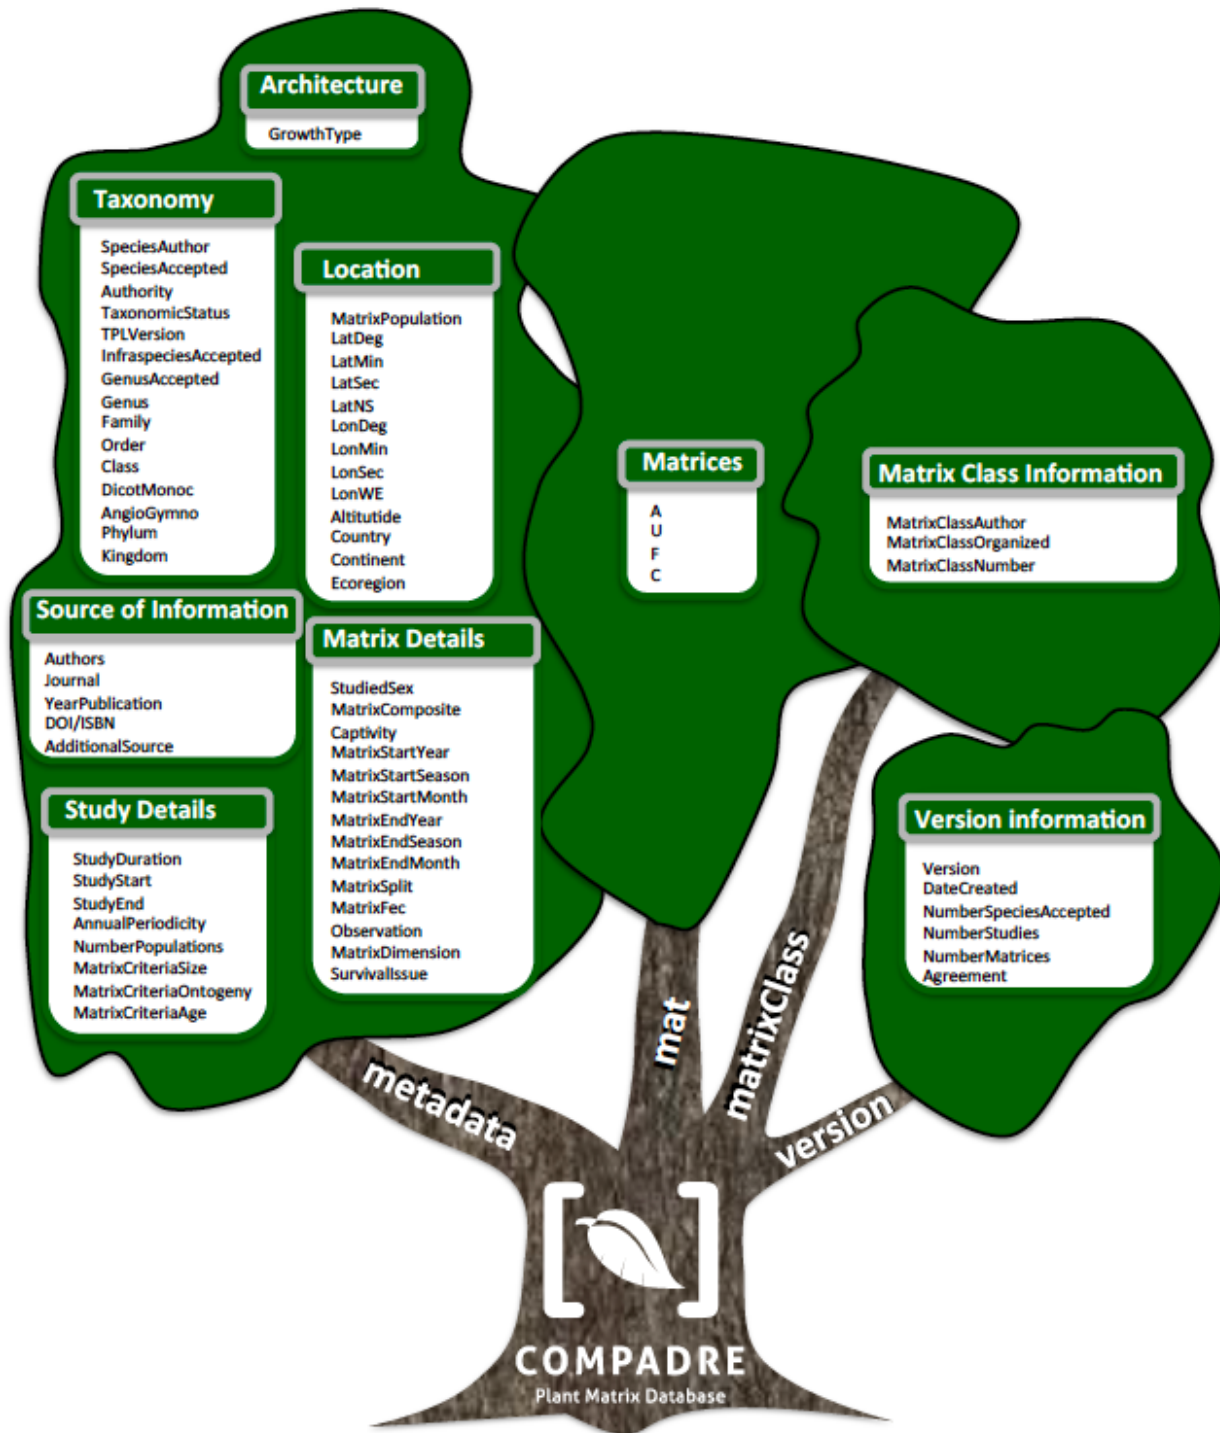 Architecture
GrowthType
Taxonomy
SpeciesAuthor
SpeciesAccepted
Authority
TaxonomicStatus
TPLVersion
InfraspeciesAccepted
GenusAccepted
Genus
Family
Order
Class
DicotMonoc
AngioGymno
Phylum
Kingdom
Location
MatrixPopulation
LatDeg
LatMin
LatSec
LatNS
LonDeg
LonMin
LonSec
LonWE
Altitutide
Country
Continent
Ecoregion
Source of Information
Authors
Journal
YearPublication
DOI/ISBN
AdditionalSource
Matrix Details
StudiedSex
MatrixComposite
Captivity
MatrixStartYear
MatrixStartSeason
MatrixStartMonth
MatrixEndYear
MatrixEndSeason
MatrixEndMonth
MatrixSplit
MatrixFec
Observation
MatrixDimension
SurvivalIssue
Study Details
StudyDuration
StudyStart
StudyEnd
AnnualPeriodicity
NumberPopulations
MatrixCriteriaSize
MatrixCriteriaOntogeny
MatrixCriteriaAge
Matrices
A
U
F
C
Matrix Class Information
MatrixClassAuthor
MatrixClassOrganized
MatrixClassNumber
Version information
Version
DateCreated
NumberSpeciesAccepted
NumberStudies
NumberMatrices
Agreement
metadata
mat
matrixClass
version
COMPADRE
Plant Matrix Database